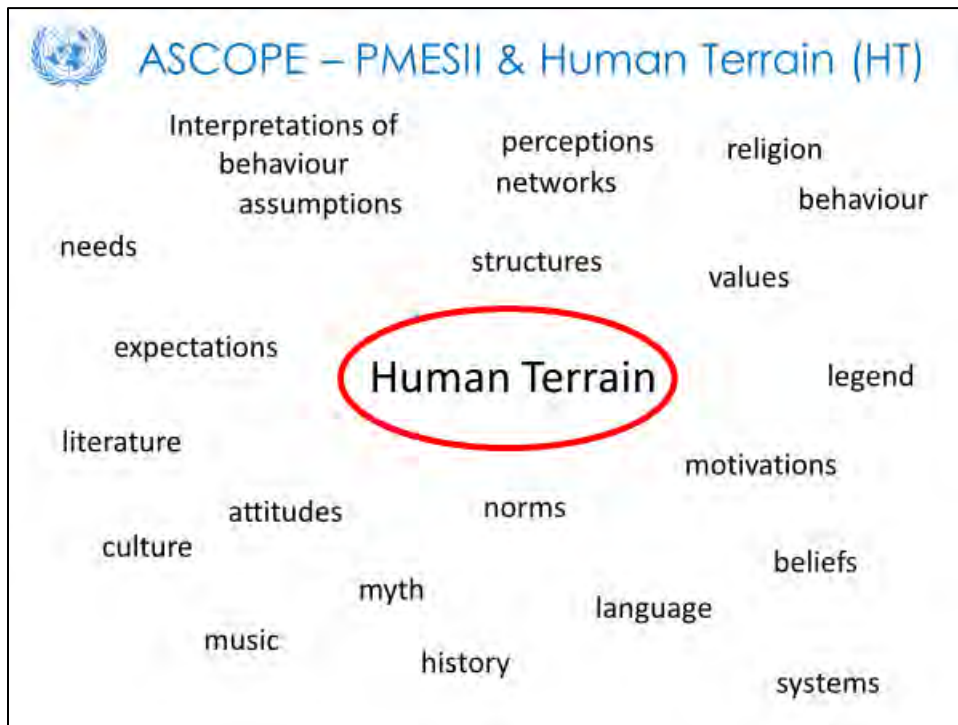 ASCOPE – PMESII & Human Terrain (HT)
Interpretations of
behaviour
assumptions
perceptions
networks
religion
behaviour
needs
structures
values
expectations
Human Terrain
legend
literature
motivations
attitudes
norms
culture
beliefs
myth
language
music
history
systems